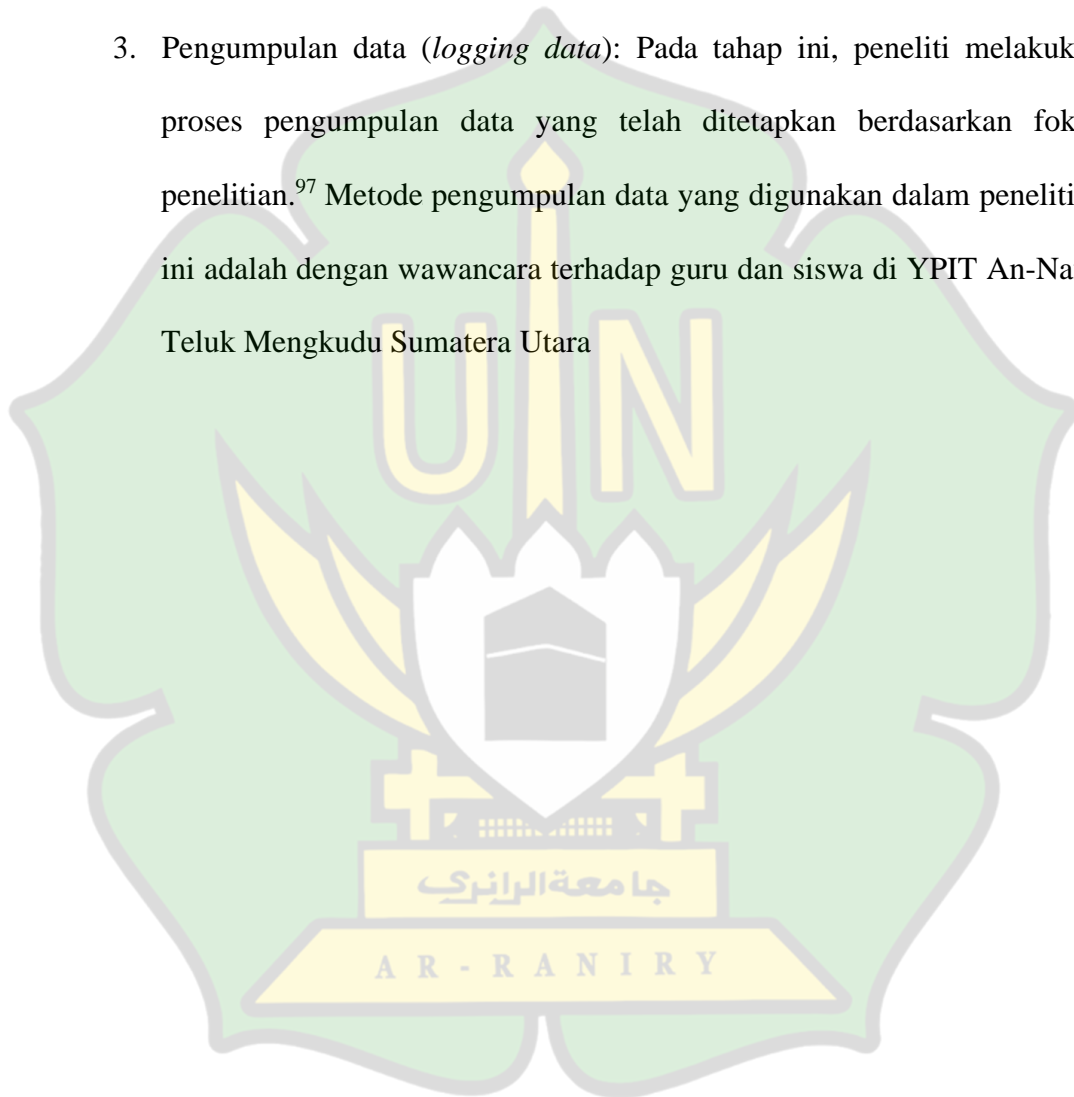 3. Pengumpulan data (logging data): Pada tahap ini, peneliti melakuk
proses pengumpulan data yang telah ditetapkan berdasarkan fok
penelitian.97 Metode pengumpulan data yang digunakan dalam peneliti
ini adalah dengan wawancara terhadap guru dan siswa di YPIT An-Na
Teluk Mengkudu Sumatera Utara
UIN
جامعةالرانري
AR-RANIRY